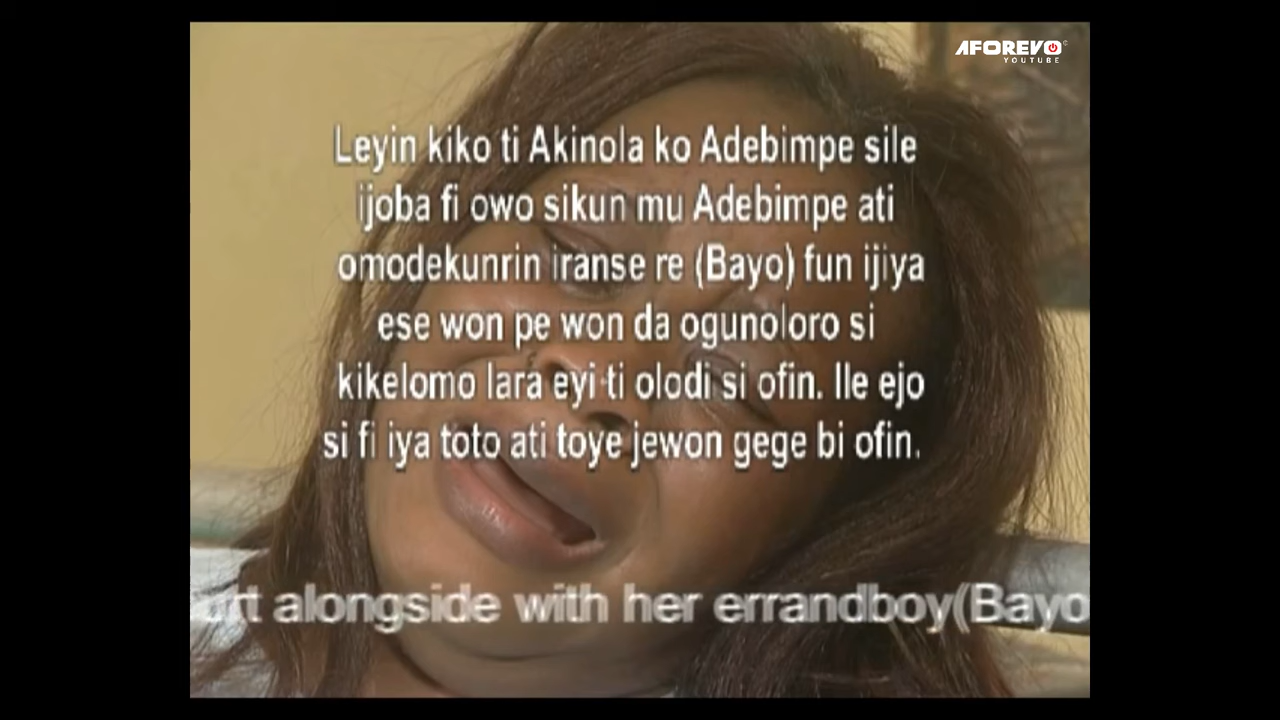 AFOREVO
YOUTUBE
Leyin kiko ti Akinola ko Adebimpe sile
ijoba fi owo sikun mu Adebimpe ati
omodekunrin iranse re (Bayo) fun ijiya
ese won pe won da ogunoloro si
kikelomo lara eyi ti olodi si ofin. Ile ejo
si fi iya toto ati toye jewon gege bi ofin.
alongside with her errandboy(Bayo